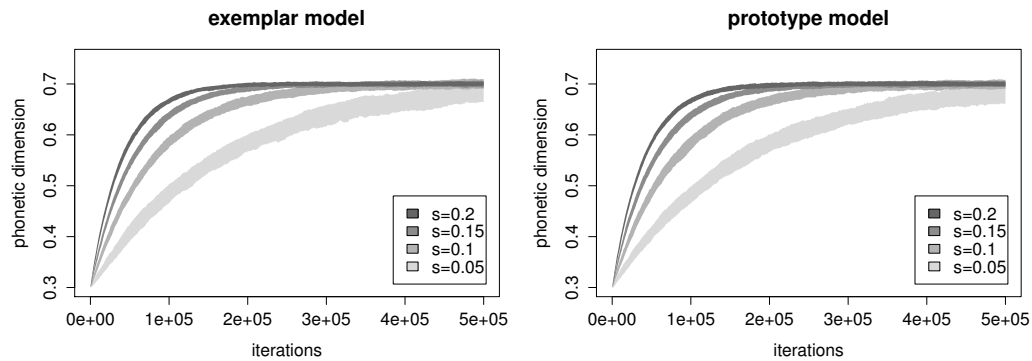 exemplar model
phonetic dimension
0.7
0.6
0.5
0.4
0.3
s=0.2
s=0.15
s=0.1
s=0.05
0e+00 1e+05 2e+05 3e+05 4e+05 5e+05
iterations
prototype model
phonetic dimension
0.7
0.6
0.5
0.4
0.3
s=0.2
s=0.15
s=0.1
s=0.05
0e+00 1e+05 2e+05 3e+05 4e+05 5e+05
iterations